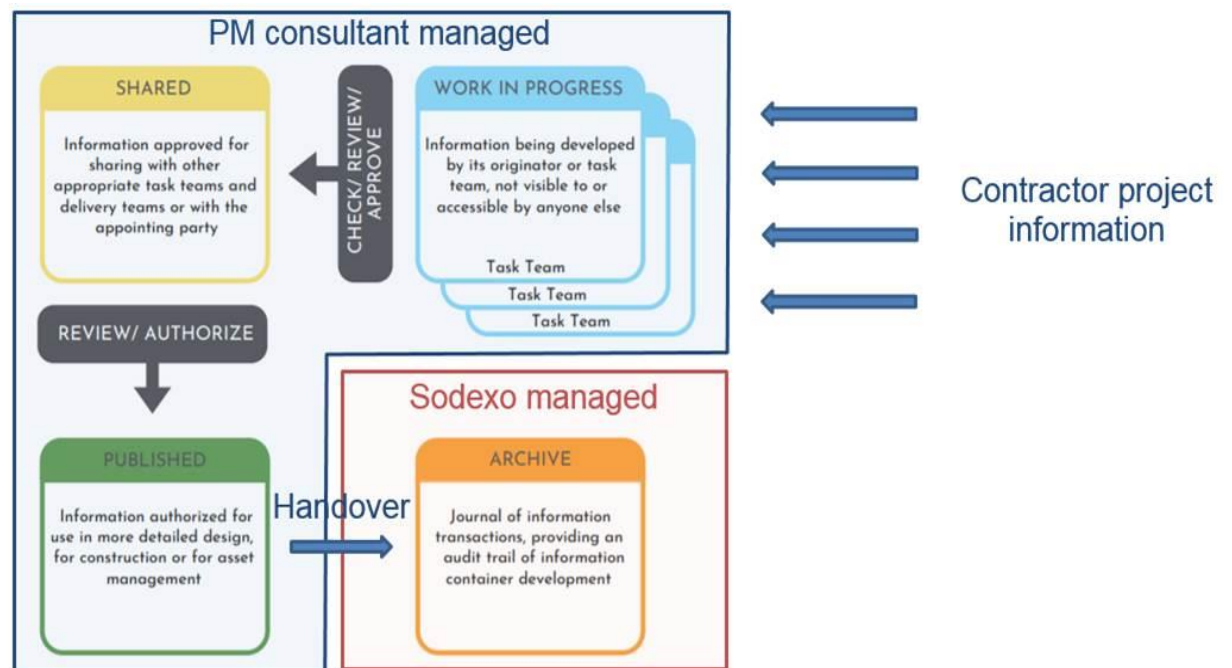 PM consultant managed
SHARED
Information approved for
sharing with other
appropriate task teams and
delivery teams or with the
appointing party
CHECK/ REVIEW/
APPROVE
WORK IN PROGRESS
Information being developed
by its originator or task
team, not visible to or
accessible by anyone else
Task Team
Task Team
Task Team
Contractor project
information
REVIEW/ AUTHORIZE
Sodexo managed
PUBLISHED
Information authorized for
use in more detailed design,
for construction or for asset
management
Handover
ARCHIVE
Journal of information
transactions, providing an
audit trail of information
container development